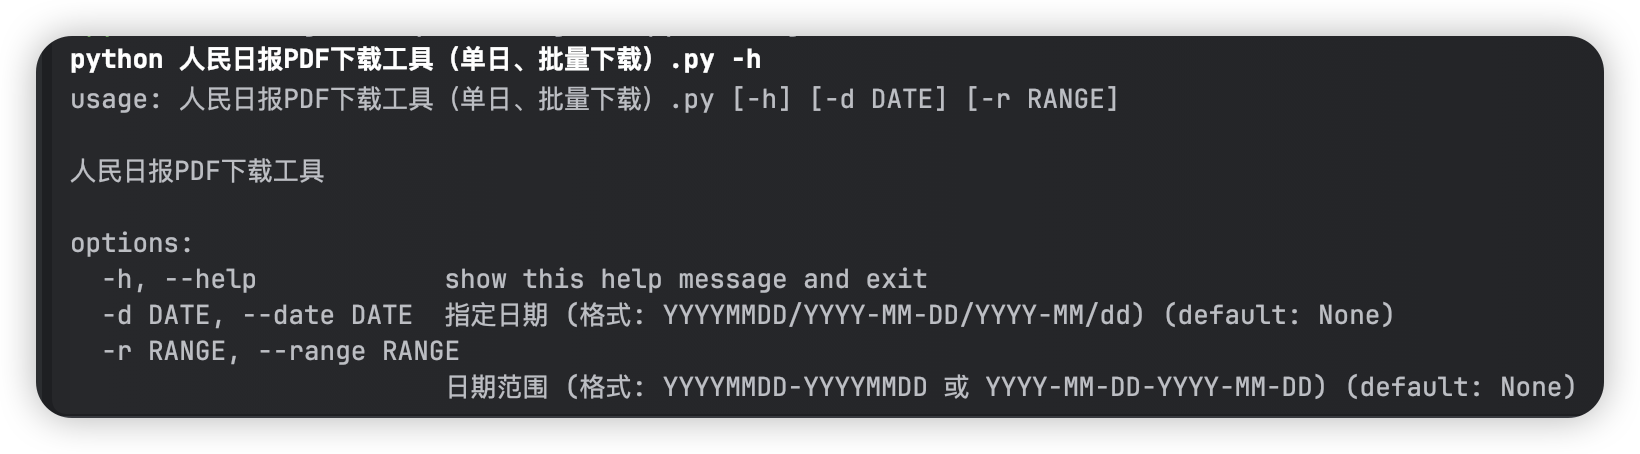 python 人民日报PDF下载工具（单日、批量下载）.py -h
usage: 人民日报PDF下载工具（单日、批量下载）.py [-h] [-d DATE] [-r RANGE]
人民日报PDF下载工具
options:
  -h, --help            show this help message and exit
  -d DATE, --date DATE  指定日期 (格式: YYYYMMDD/YYYY-MM-DD/YYYY-MM/dd) (default: None)
  -r RANGE, --range RANGE
                        日期范围 (格式: YYYYMMDD-YYYYMMDD 或 YYYY-MM-DD-YYYY-MM-DD) (default: None)